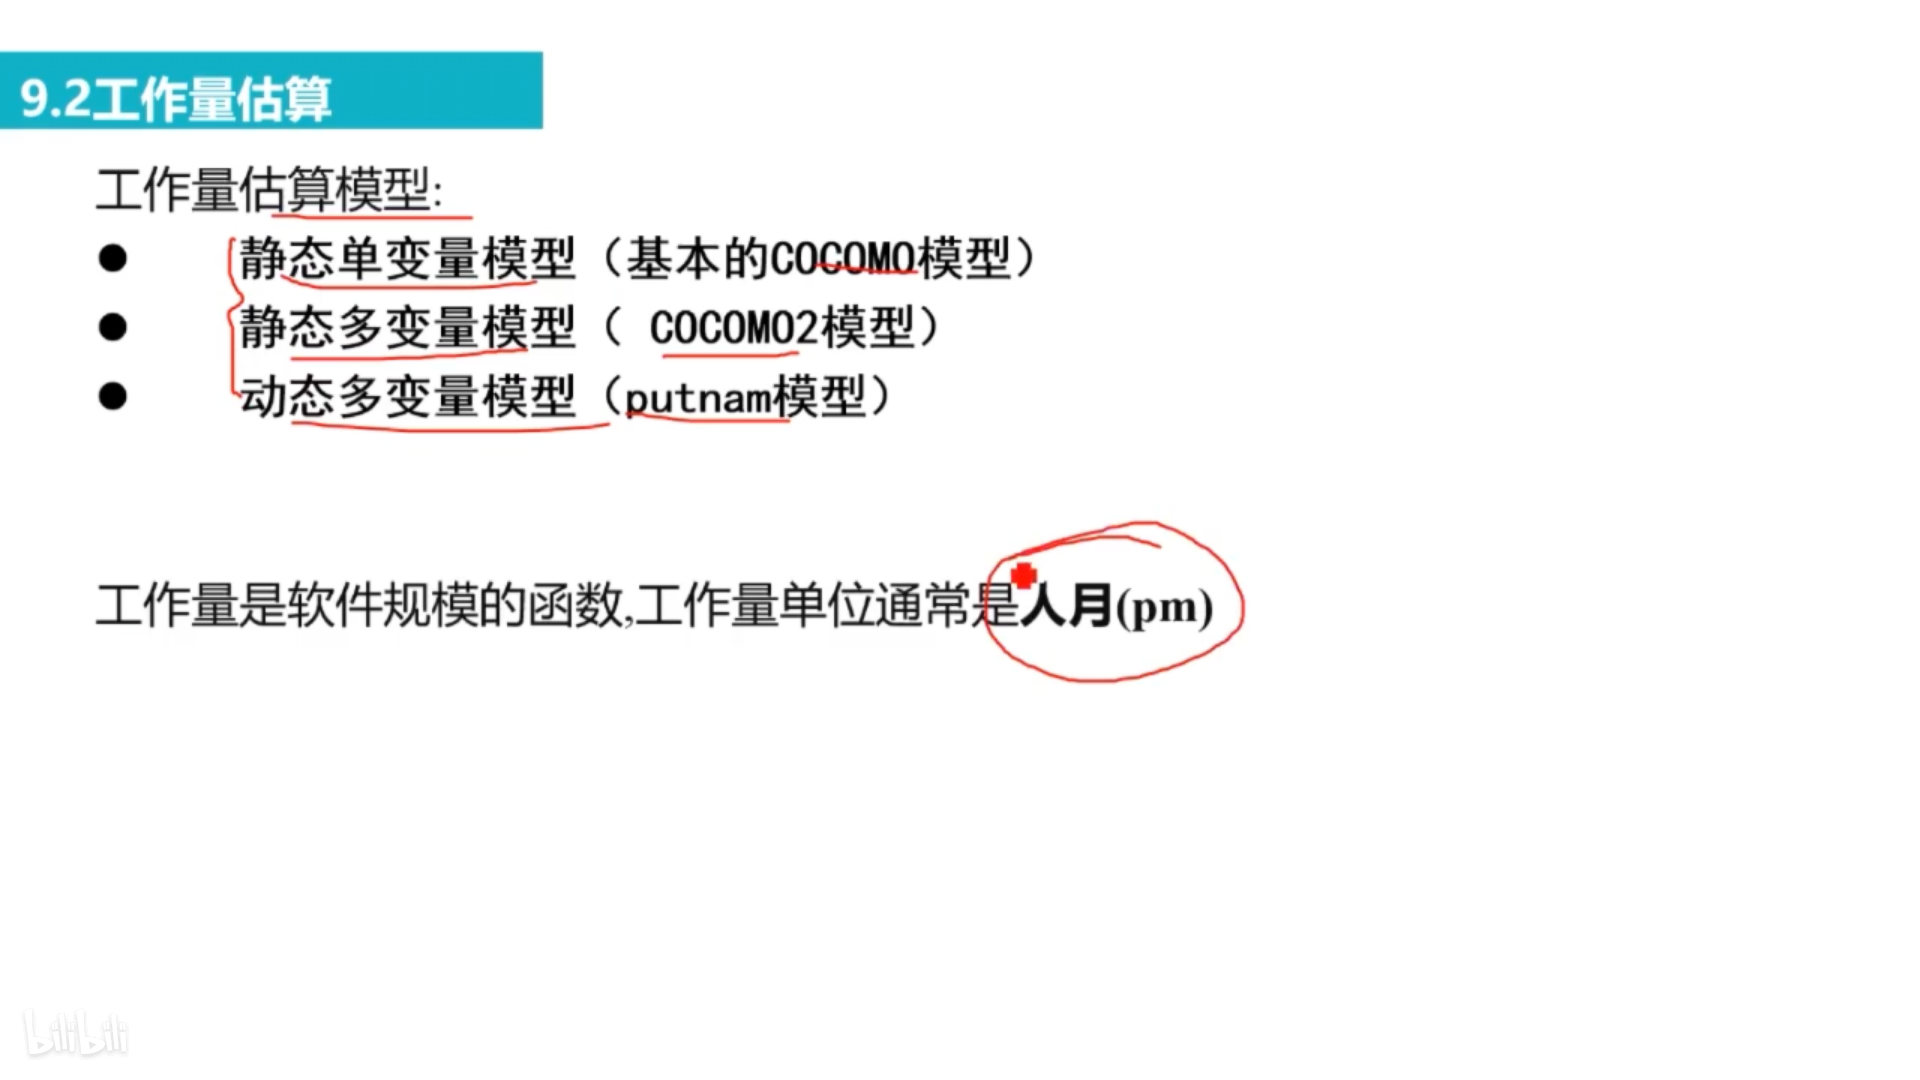 9.2工作量估算
工作量估算模型:
● 静态单变量模型（基本的COCOMO模型）
● 静态多变量模型（ COCOMO2模型）
● 动态多变量模型（putnam模型）
工作量是软件规模的函数,工作量单位通常是人月(pm)
bilibili